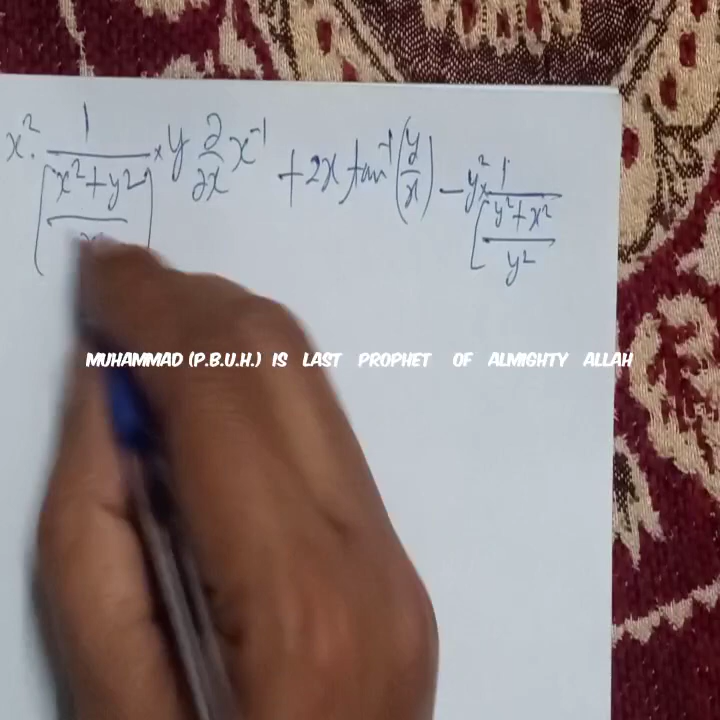 x². 1/[(x²+y²)/x] × y ∂/∂x x⁻¹ + 2x tan⁻¹(y/x) − y² × 1/[(y²+x²)/y²]
MUHAMMAD (P.B.U.H.) IS LAST PROPHET OF ALMIGHTY ALLAH